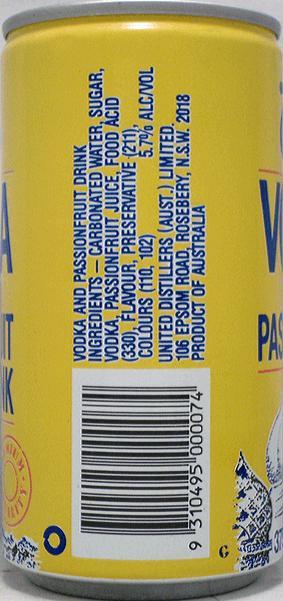 VODKA AND PASSIONFRUIT DRINK
INGREDIENTS – CARBONATED WATER, SUGAR,
VODKA, PASSIONFRUIT JUICE, FOOD ACID
(330), FLAVOUR, PRESERVATIVE (211),
COLOURS (110, 102) 5.7% ALC/VOL
UNITED DISTILLERS (AUST.) LIMITED.
106 EPSOM ROAD, ROSEBERY, N.S.W. 2018
PRODUCT OF AUSTRALIA
9 310495 000074